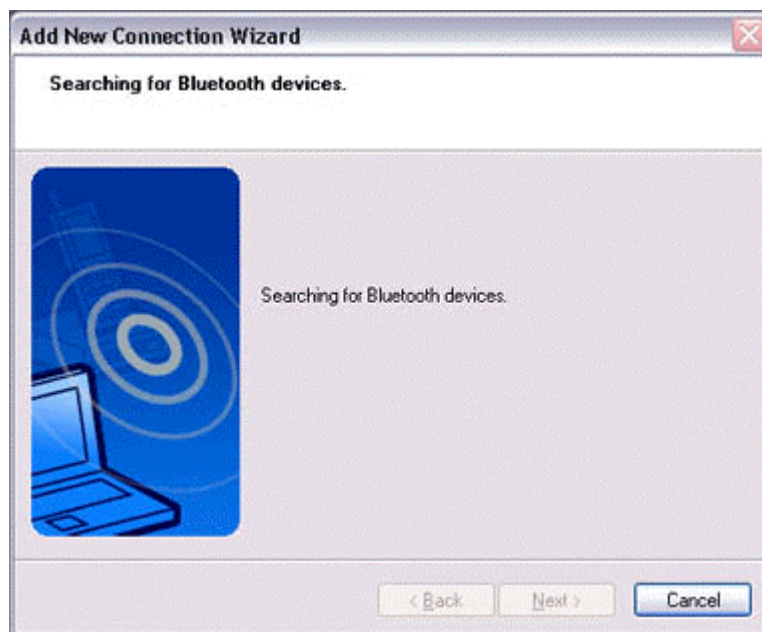 Add New Connection Wizard
Searching for Bluetooth devices.
Searching for Bluetooth devices.
< Back Next > Cancel